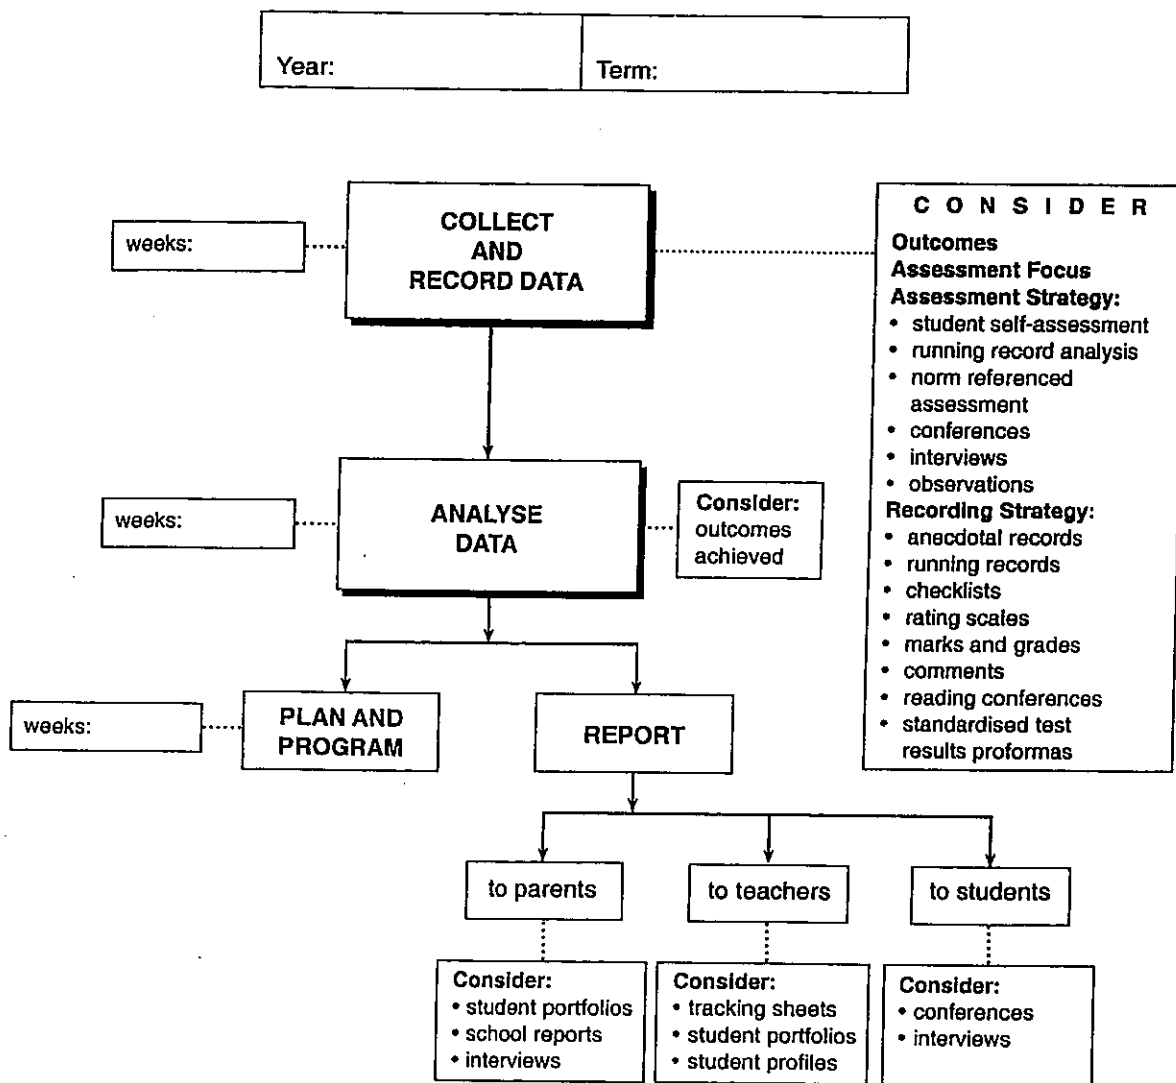 Year:
Term:
COLLECT
AND
RECORD DATA
weeks:
C O N S I D E R
Outcomes
Assessment Focus
Assessment Strategy:
• student self-assessment
• running record analysis
• norm referenced
assessment
• conferences
• interviews
• observations
Recording Strategy:
• anecdotal records
• running records
• checklists
• rating scales
• marks and grades
• comments
• reading conferences
• standardised test
results proformas
weeks:
ANALYSE
DATA
Consider:
outcomes
achieved
weeks:
PLAN AND
PROGRAM
REPORT
to parents
to teachers
to students
Consider:
• student portfolios
• school reports
• interviews
Consider:
• tracking sheets
• student portfolios
• student profiles
Consider:
• conferences
• interviews